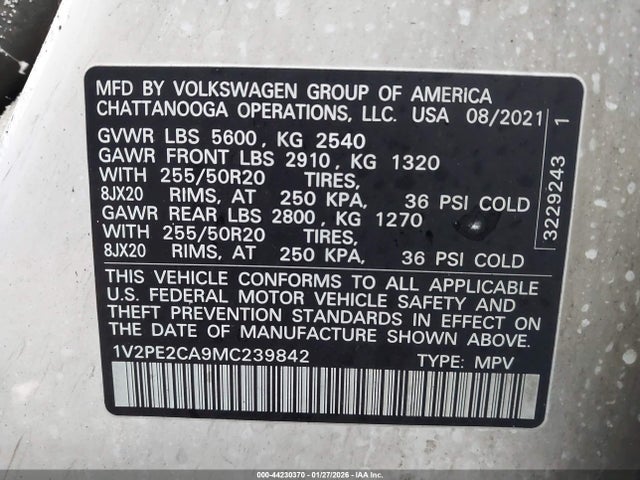 MFD BY VOLKSWAGEN GROUP OF AMERICA
CHATTANOOGA OPERATIONS, LLC. USA 08/2021
GVWR LBS 5600, KG 2540
GAWR FRONT LBS 2910, KG 1320
WITH 255/50R20 TIRES,
8JX20 RIMS, AT 250 KPA, 36 PSI COLD
GAWR REAR LBS 2800, KG 1270
WITH 255/50R20 TIRES,
8JX20 RIMS, AT 250 KPA, 36 PSI COLD
THIS VEHICLE CONFORMS TO ALL APPLICABLE
U.S. FEDERAL MOTOR VEHICLE SAFETY AND
THEFT PREVENTION STANDARDS IN EFFECT ON
THE DATE OF MANUFACTURE SHOWN ABOVE.
1V2PE2CA9MC239842 TYPE: MPV
3229243 1
000-44230370 - 01/27/2026 - IAAI.COM